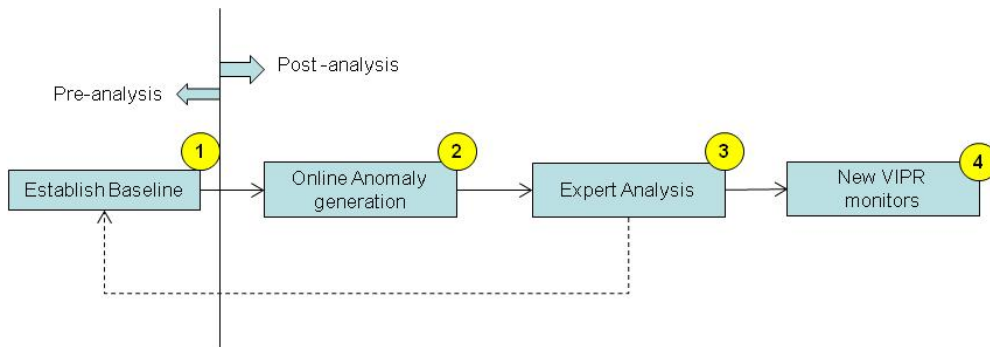 Post-analysis
Pre-analysis
1
2
3
4
Establish Baseline
Online Anomaly
generation
Expert Analysis
New VIPR
monitors